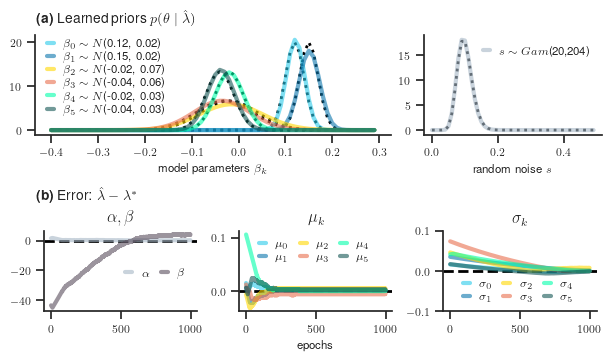 (a) Learned priors p(θ | λ̂)
20
10
0
β₀ ∼ N(0.12, 0.02)
β₁ ∼ N(0.15, 0.02)
β₂ ∼ N(-0.02, 0.07)
β₃ ∼ N(-0.04, 0.06)
β₄ ∼ N(-0.02, 0.03)
β₅ ∼ N(-0.04, 0.03)
−0.4 −0.3 −0.2 −0.1 0.0 0.1 0.2 0.3
model parameters βₖ
15
10
5
0
s ∼ Gam(20,204)
0.0 0.2 0.4
random noise s
(b) Error: λ̂ − λ*
α, β
0
−20
−40
α β
0 500 1000
μₖ
0.1
0.0
μ₀ μ₂ μ₄
μ₁ μ₃ μ₅
0 500 1000
epochs
σₖ
0.1
0.0
−0.1
σ₀ σ₂ σ₄
σ₁ σ₃ σ₅
0 500 1000